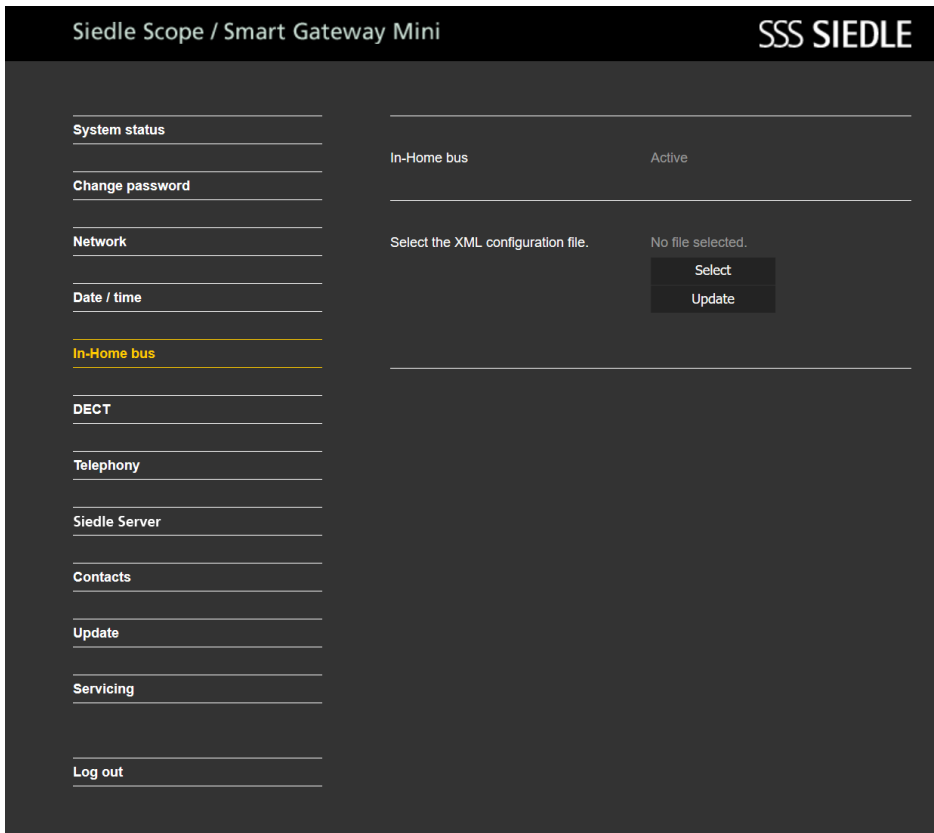 Siedle Scope / Smart Gateway Mini
SSS SIEDLE
System status
Change password
Network
Date / time
In-Home bus
DECT
Telephony
Siedle Server
Contacts
Update
Servicing
Log out
In-Home bus Active
Select the XML configuration file. No file selected.
Select
Update